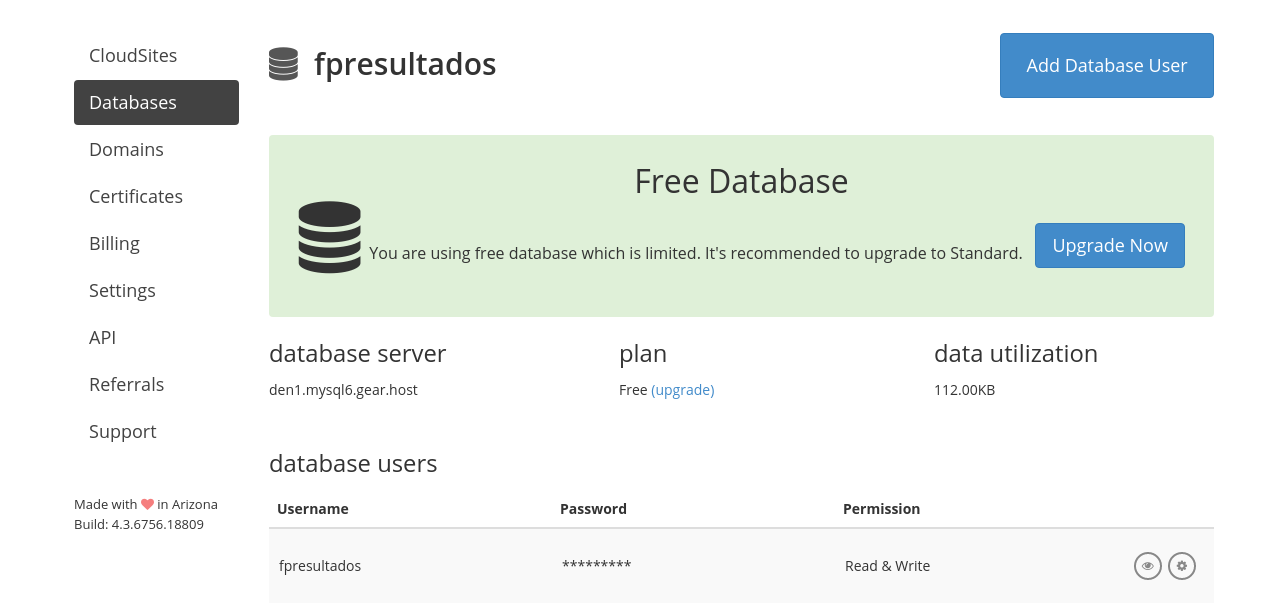 CloudSites
Databases
Domains
Certificates
Billing
Settings
API
Referrals
Support
Made with in Arizona
Build: 4.3.6756.18809
fpresultados
Add Database User
Free Database
You are using free database which is limited. It's recommended to upgrade to Standard.
Upgrade Now
database server
den1.mysql6.gear.host
plan
Free (upgrade)
data utilization
112.00KB
database users
Username Password Permission
fpresultados ********* Read & Write